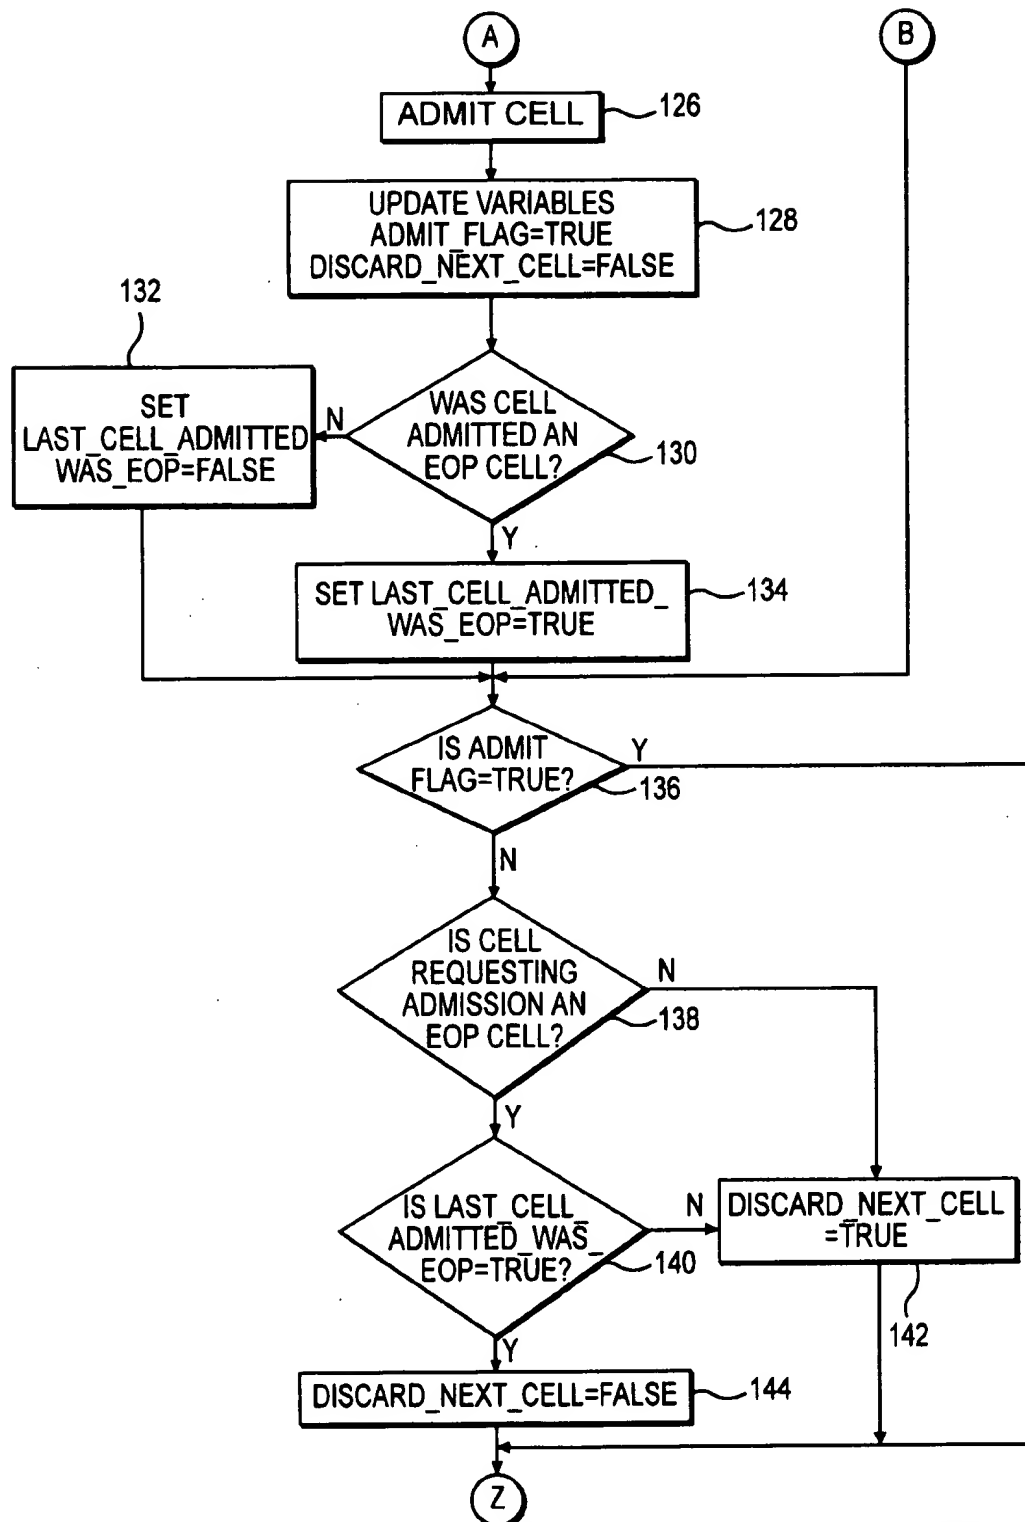 A
B
ADMIT CELL
126
UPDATE VARIABLES
ADMIT_FLAG=TRUE
DISCARD_NEXT_CELL=FALSE
128
132
SET
LAST_CELL_ADMITTED
WAS_EOP=FALSE
N
WAS CELL
ADMITTED AN
EOP CELL?
130
Y
SET LAST_CELL_ADMITTED_
WAS_EOP=TRUE
134
IS ADMIT
FLAG=TRUE?
Y
136
N
IS CELL
REQUESTING
ADMISSION AN
EOP CELL?
N
138
Y
IS LAST_CELL
ADMITTED_WAS_
EOP=TRUE?
N
140
DISCARD_NEXT_CELL
=TRUE
142
Y
DISCARD_NEXT_CELL=FALSE
144
Z